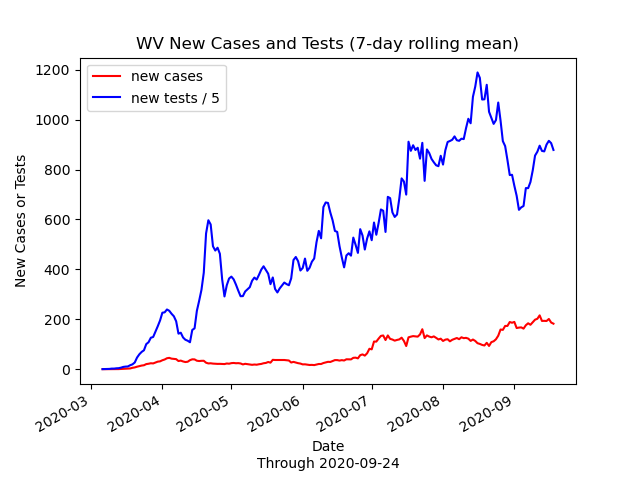 WV New Cases and Tests (7-day rolling mean)
new cases
new tests / 5
New Cases or Tests
1200
1000
800
600
400
200
0
2020-03
2020-04
2020-05
2020-06
2020-07
2020-08
2020-09
Date
Through 2020-09-24